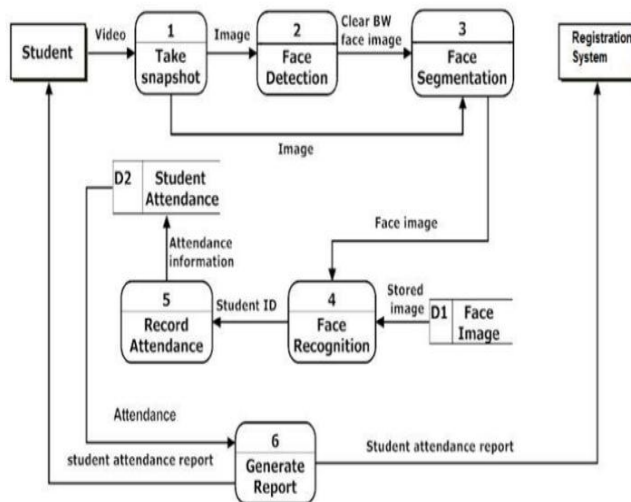 Student
Video
1
Take
snapshot
Image
2
Face
Detection
Clear BW
face image
3
Face
Segmentation
Registration
System
Image
D2
Student
Attendance
Face image
Attendance
information
5
Record
Attendance
Student ID
4
Face
Recognition
Stored
image
D1
Face
Image
Attendance
student attendance report
6
Generate
Report
Student attendance report